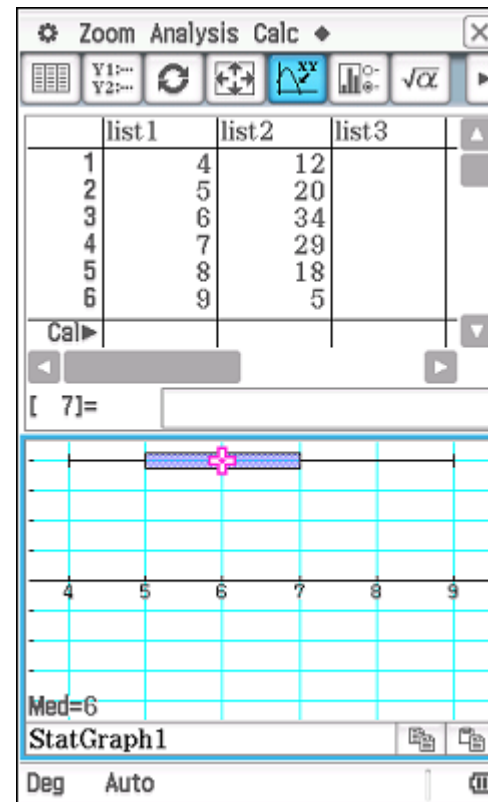 Zoom Analysis Calc ◆
Y1:··· Y2:··· XY √α
list1 list2 list3
1 4 12
2 5 20
3 6 34
4 7 29
5 8 18
6 9 5
Cal▶
[ 7]=
4 5 6 7 8 9
Med=6
StatGraph1
Deg Auto